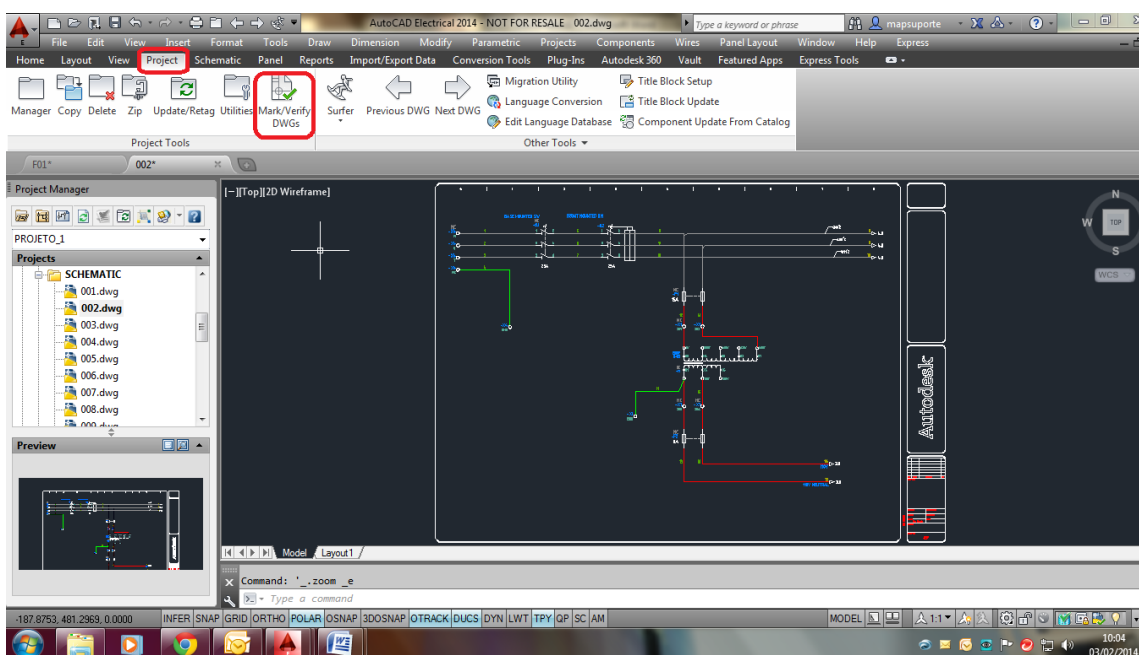 AutoCAD Electrical 2014 - NOT FOR RESALE 002.dwg
Type a keyword or phrase
mapsuporte
File Edit View Insert Format Tools Draw Dimension Modify Parametric Projects Components Wires Panel Layout Window Help Express
Home Layout View Project Schematic Panel Reports Import/Export Data Conversion Tools Plug-Ins Autodesk 360 Vault Featured Apps Express Tools
Manager Copy Delete Zip Update/Retag Utilities Mark/Verify DWGs Surfer Previous DWG Next DWG
Migration Utility Title Block Setup
Language Conversion Title Block Update
Edit Language Database Component Update From Catalog
Project Tools Other Tools
F01* 002*
Project Manager
[–][Top][2D Wireframe]
PROJETO_1
Projects
SCHEMATIC
001.dwg
002.dwg
003.dwg
004.dwg
005.dwg
006.dwg
007.dwg
008.dwg
009.dwg
Preview
N
W TOP
S
WCS
Autodesk
Model Layout1
Command: '_.zoom _e
Type a command
-187.8753, 481.2969, 0.0000 INFER SNAP GRID ORTHO POLAR OSNAP 3DOSNAP OTRACK DUCS DYN LWT TPY QP SC AM MODEL 1:1
10:04
03/02/2014